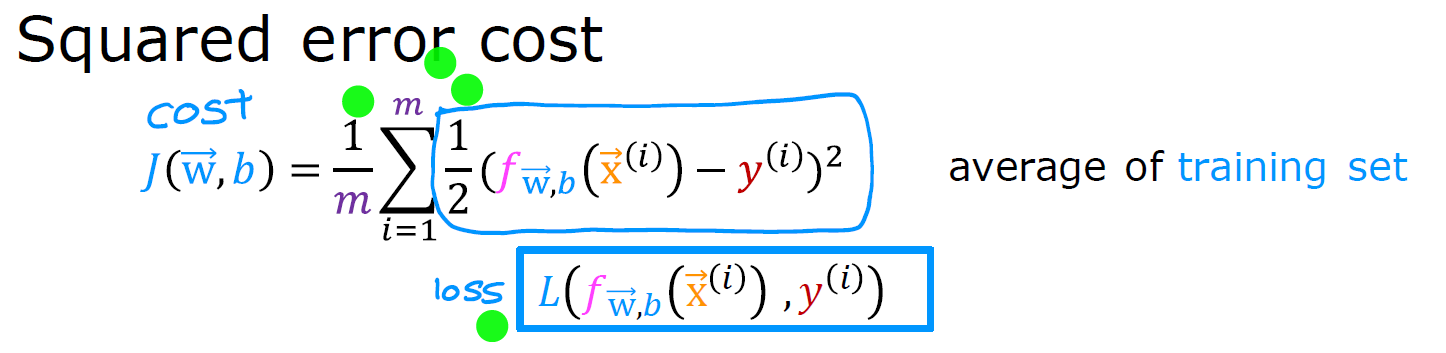 Squared error cost
cost
J(w⃗,b) = 1/m ∑_{i=1}^{m} 1/2 (f_{w⃗,b}(x⃗^{(i)}) − y^{(i)})² average of training set
loss L(f_{w⃗,b}(x⃗^{(i)}) , y^{(i)})